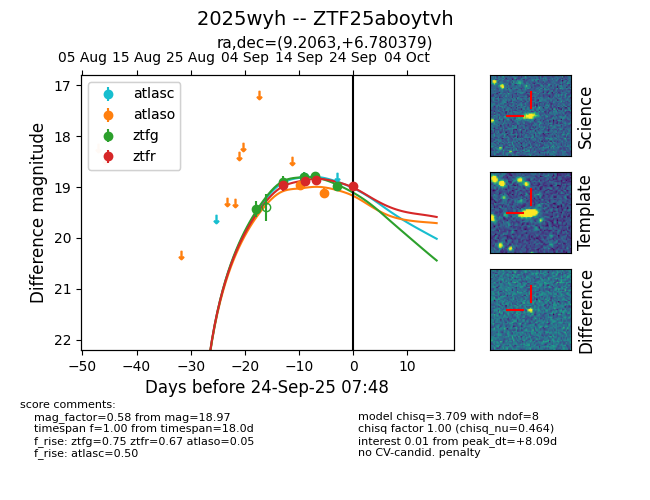 2025wyh -- ZTF25aboytvh
ra,dec=(9.2063,+6.780379)
05 Aug 15 Aug 25 Aug 04 Sep 14 Sep 24 Sep 04 Oct
17
18
19
20
21
22
Difference magnitude
atlasc
atlaso
ztfg
ztfr
−50 −40 −30 −20 −10 0 10
Days before 24-Sep-25 07:48
Science
Template
Difference
score comments:
mag_factor=0.58 from mag=18.97
timespan f=1.00 from timespan=18.0d
f_rise: ztfg=0.75 ztfr=0.67 atlaso=0.05
f_rise: atlasc=0.50
model chisq=3.709 with ndof=8
chisq factor 1.00 (chisq_nu=0.464)
interest 0.01 from peak_dt=+8.09d
no CV-candid. penalty